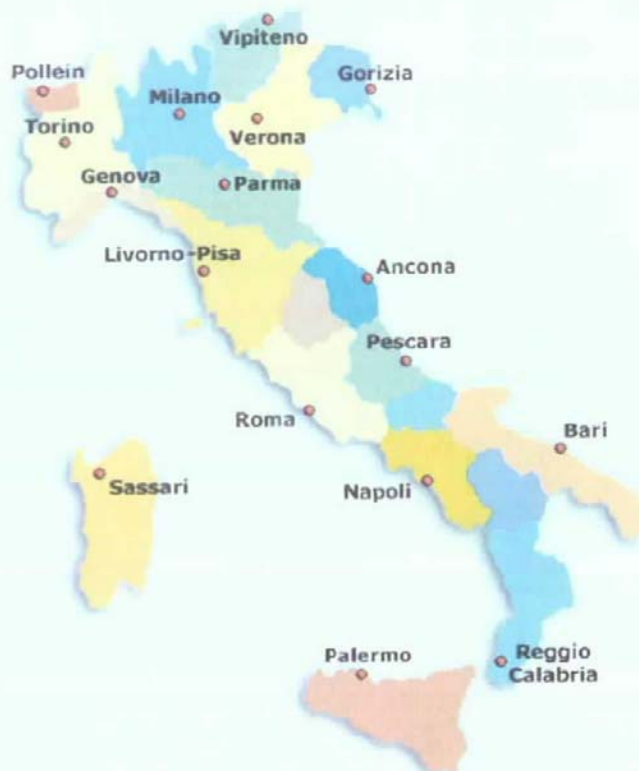 Vipiteno
Pollein
Gorizia
Milano
Torino
Verona
Genova
Parma
Livorno-Pisa
Ancona
Pescara
Roma
Bari
Sassari
Napoli
Palermo
Reggio
Calabria